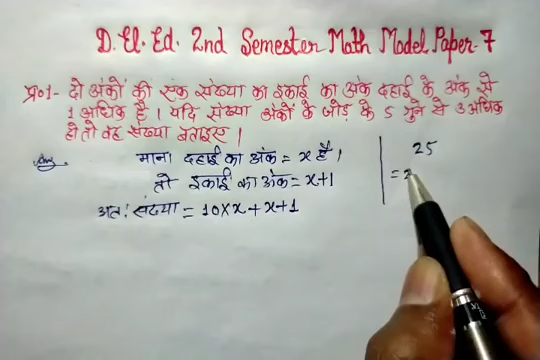 D.El.Ed. 2nd Semester Math Model Paper-7
प्र०1- दो अंकों की एक संख्या का इकाई का अंक दहाई के अंक से
1 अधिक है। यदि संख्या अंकों के जोड़ के 5 गुने से 3 अधिक
हो तो वह संख्या बताइए।
Ans माना दहाई का अंक = x है।
तो इकाई का अंक = x+1
अतः संख्या = 10×x+x+1
25
=